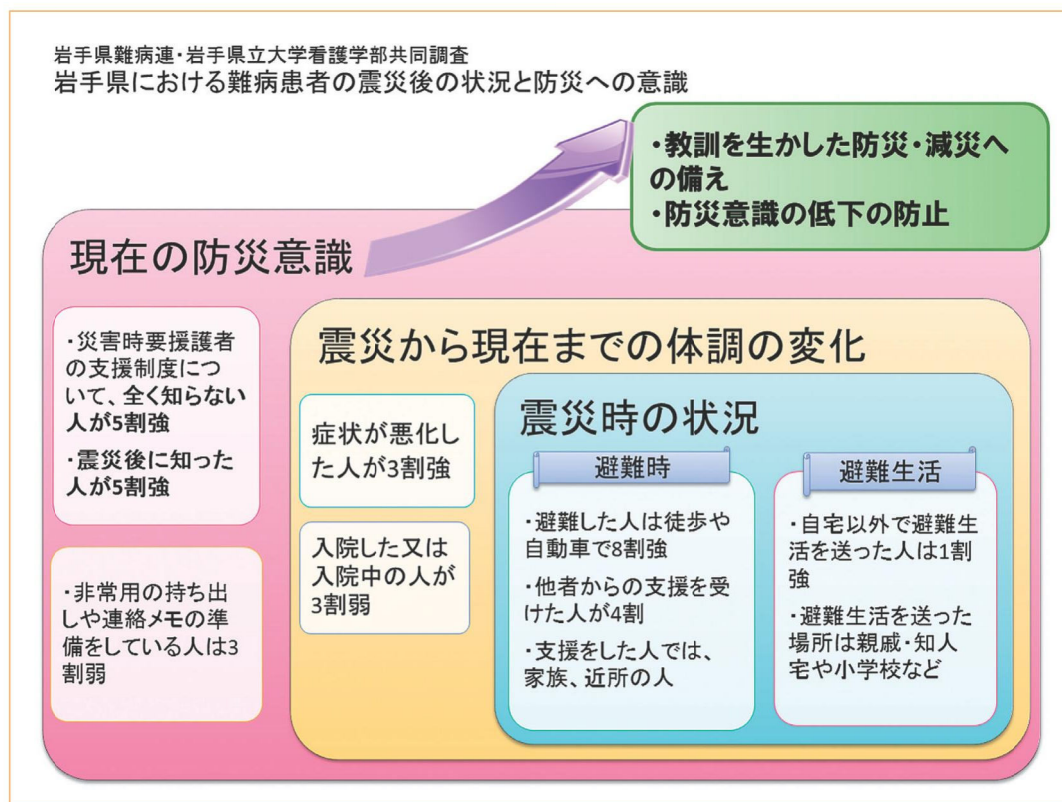 岩手県難病連・岩手県立大学看護学部共同調査
岩手県における難病患者の震災後の状況と防災への意識
・教訓を生かした防災・減災へ
の備え
・防災意識の低下の防止
現在の防災意識
・災害時要援護者
の支援制度につ
いて、全く知らない
人が5割強
・震災後に知った
人が5割強
・非常用の持ち出
しや連絡メモの準
備をしている人は3
割弱
震災から現在までの体調の変化
症状が悪化し
た人が3割強
入院した又は
入院中の人が
3割弱
震災時の状況
避難時
・避難した人は徒歩や
自動車で8割強
・他者からの支援を受
けた人が4割
・支援をした人では、
家族、近所の人
避難生活
・自宅以外で避難生
活を送った人は1割
強
・避難生活を送った
場所は親戚・知人
宅や小学校など